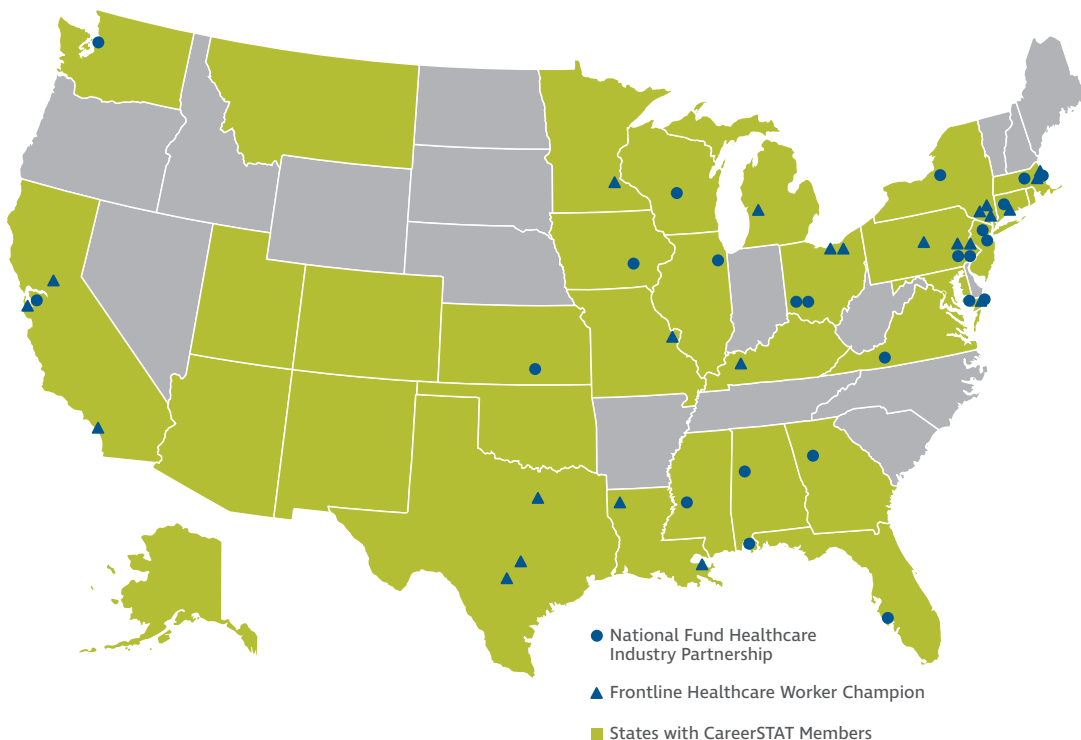 National Fund Healthcare
Industry Partnership
Frontline Healthcare Worker Champion
States with CareerSTAT Members